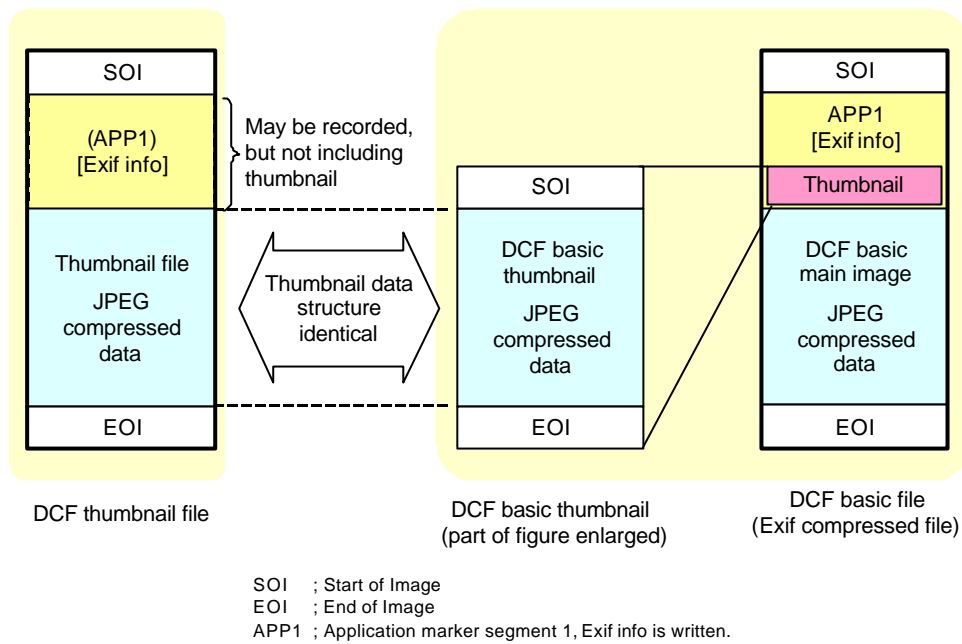 SOI
(APP1)
[Exif info]
May be recorded,
but not including
thumbnail
Thumbnail file
JPEG
compressed
data
EOI
DCF thumbnail file
Thumbnail data
structure
identical
SOI
DCF basic
thumbnail
JPEG
compressed
data
EOI
DCF basic thumbnail
(part of figure enlarged)
SOI
APP1
[Exif info]
Thumbnail
DCF basic
main image
JPEG
compressed
data
EOI
DCF basic file
(Exif compressed file)
SOI ; Start of Image
EOI ; End of Image
APP1 ; Application marker segment 1, Exif info is written.